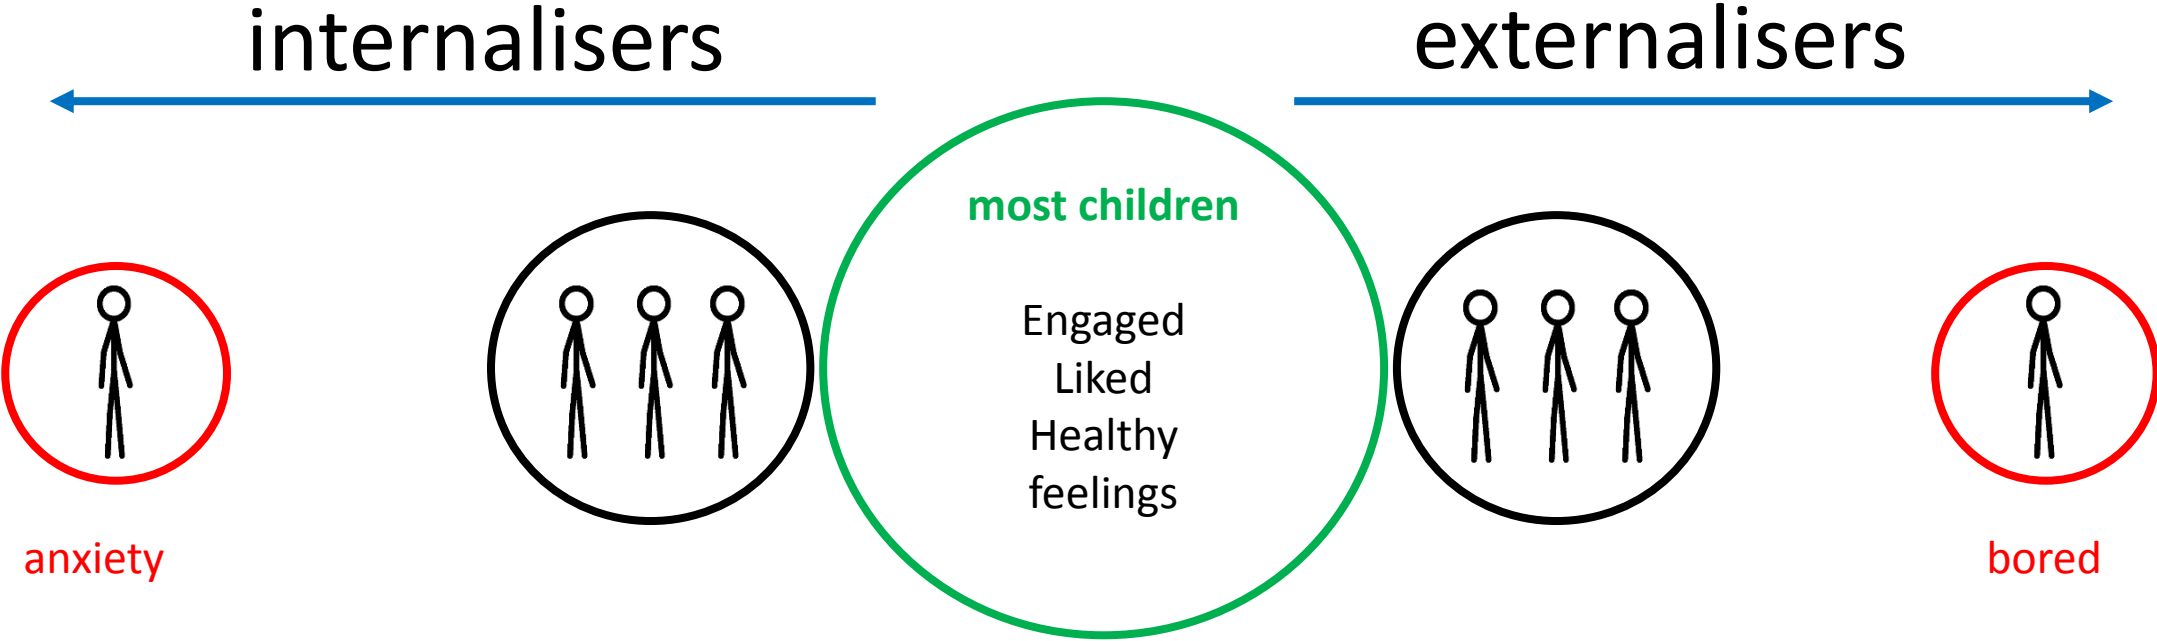 internalisers
externalisers
most children
Engaged
Liked
Healthy
feelings
anxiety
bored